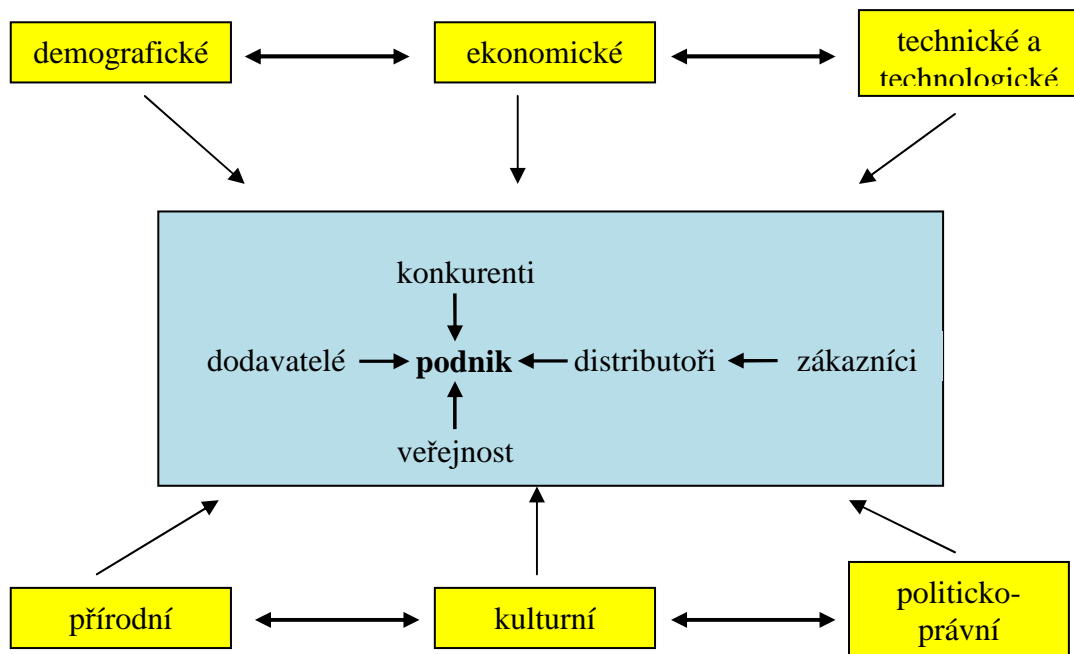 demografické
ekonomické
technické a
technologické
konkurenti
dodavatelé
podnik
distributoři
zákazníci
veřejnost
přírodní
kulturní
politicko-
právní